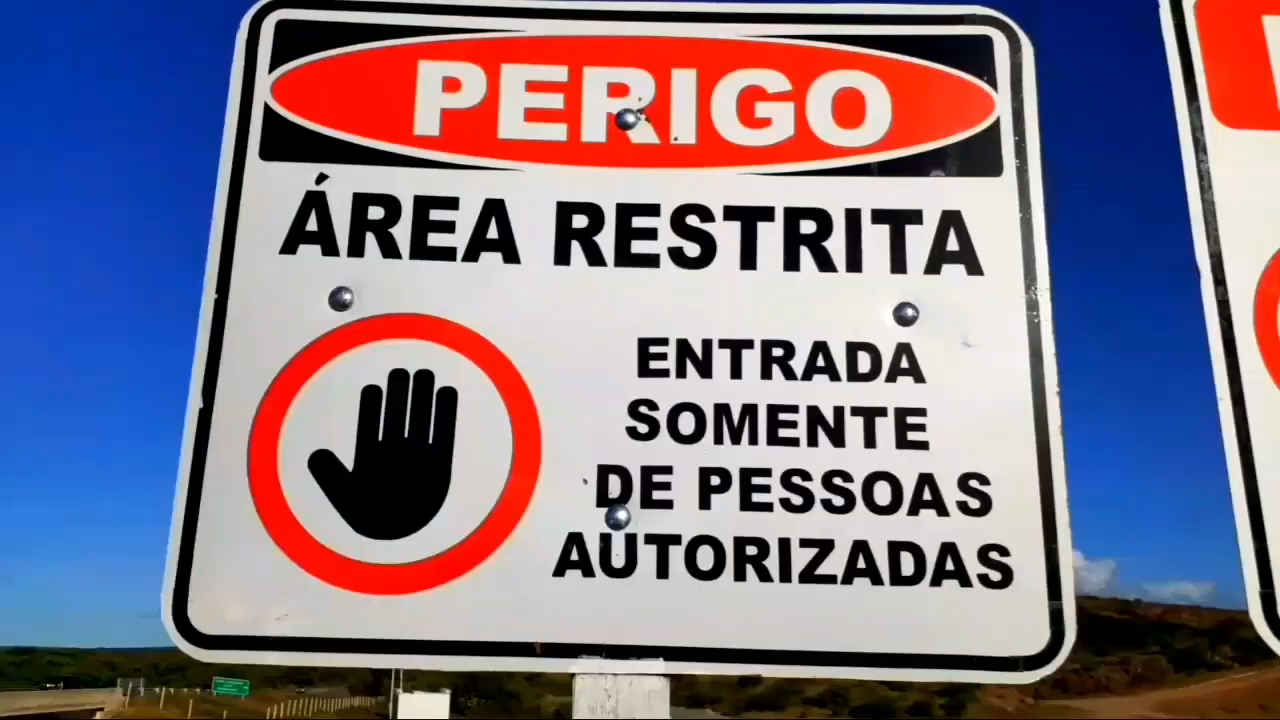 PERIGO
ÁREA RESTRITA
ENTRADA
SOMENTE
DE PESSOAS
AUTORIZADAS